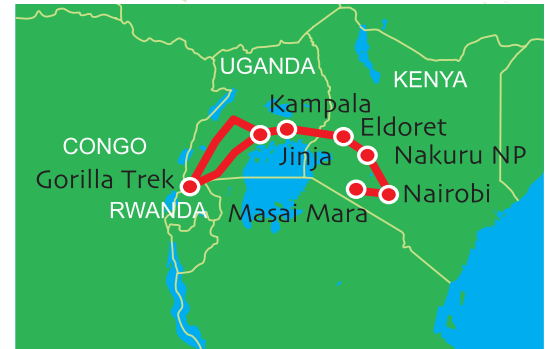 UGANDA
KENYA
Kampala
Eldoret
CONGO
Jinja
Nakuru NP
Gorilla Trek
Nairobi
RWANDA
Masai Mara